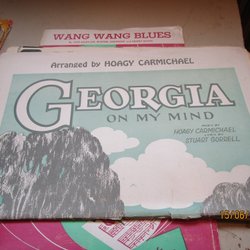 WANG WANG BLUES
Arranged by HOAGY CARMICHAEL
GEORGIA
ON MY MIND
HOAGY CARMICHAEL
STUART GORRELL